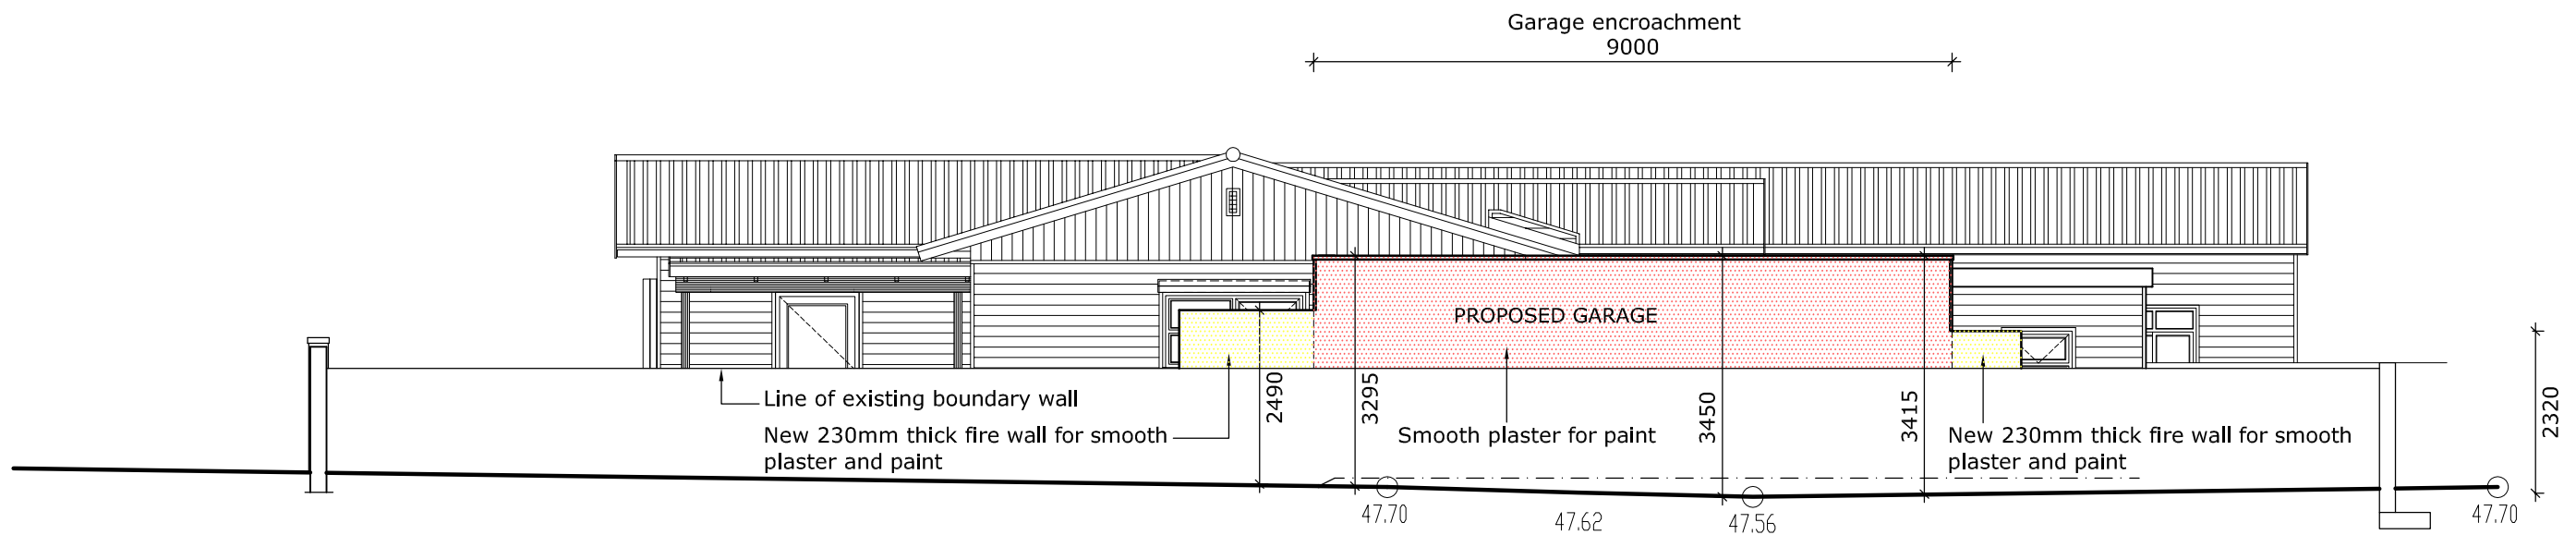 Garage encroachment
9000
PROPOSED GARAGE
Line of existing boundary wall
New 230mm thick fire wall for smooth
plaster and paint
2490
3295
Smooth plaster for paint
3450
3415
New 230mm thick fire wall for smooth
plaster and paint
2320
47.70
47.62
47.56
47.70